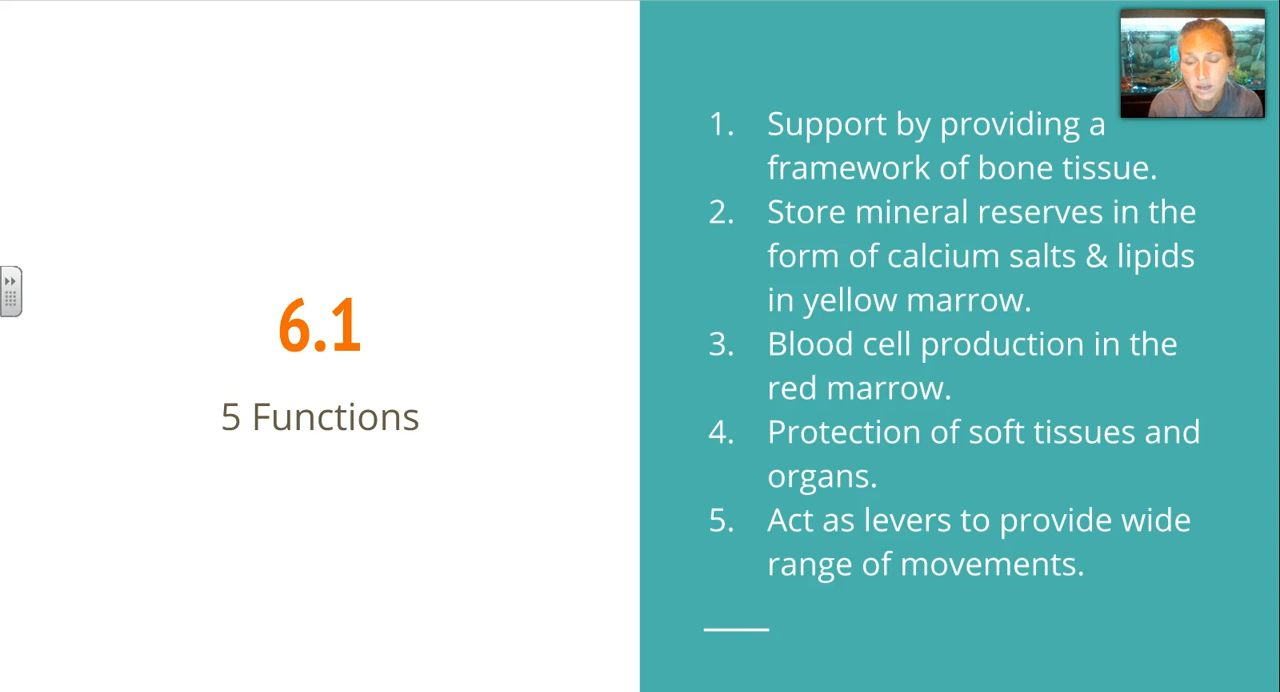 6.1
5 Functions
1. Support by providing a
framework of bone tissue.
2. Store mineral reserves in the
form of calcium salts & lipids
in yellow marrow.
3. Blood cell production in the
red marrow.
4. Protection of soft tissues and
organs.
5. Act as levers to provide wide
range of movements.